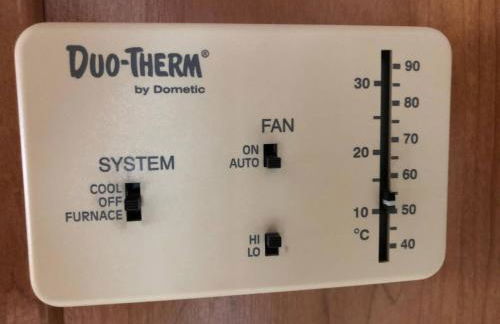 DUO-THERM®
by Dometic
SYSTEM
COOL
OFF
FURNACE
FAN
ON
AUTO
HI
LO
30
20
10
°C
90
80
70
60
50
40